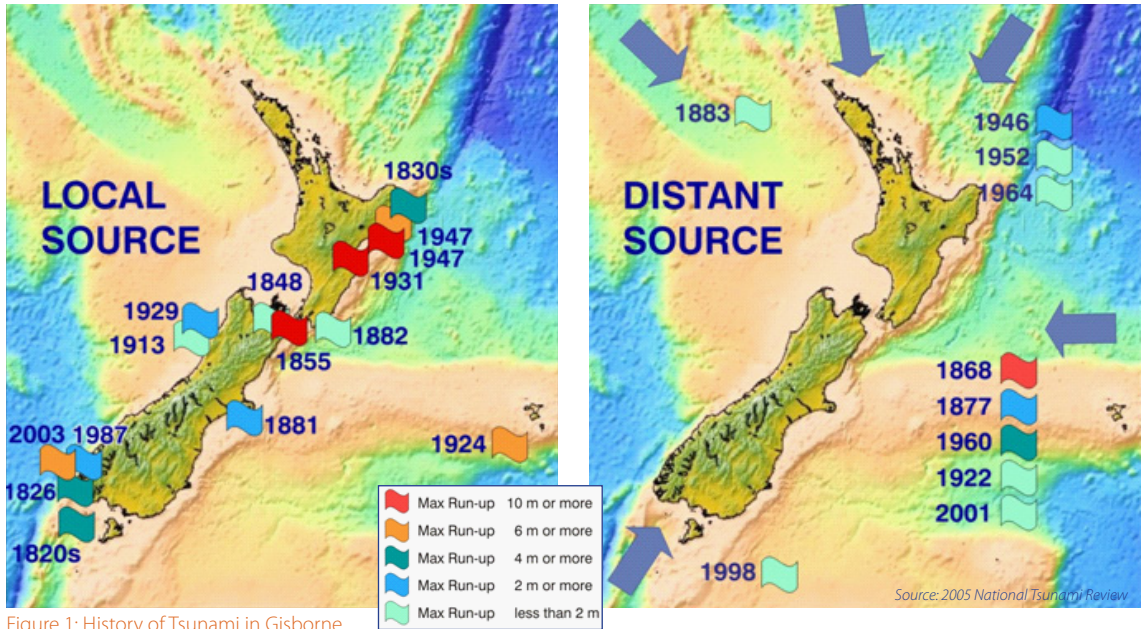 LOCAL
SOURCE
1830s
1947
1947
1931
1848
1929
1913
1882
1855
1881
2003 1987
1924
1826
1820s
DISTANT
SOURCE
1883
1946
1952
1964
1868
1877
1960
1922
2001
1998
Max Run-up 10 m or more
Max Run-up 6 m or more
Max Run-up 4 m or more
Max Run-up 2 m or more
Max Run-up less than 2 m
Source: 2005 National Tsunami Review
Figure 1: History of Tsunami in Gisborne